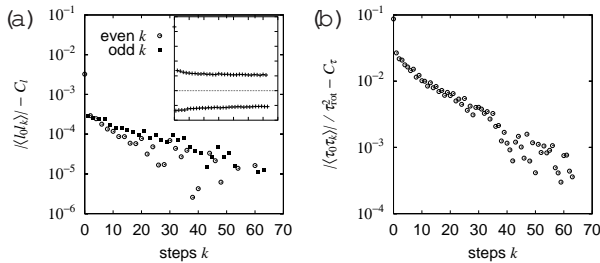 (a)
10⁻¹
10⁻²
10⁻³
10⁻⁴
10⁻⁵
10⁻⁶
|⟨l₀lₖ⟩| − Cₗ
even k
odd k
0 10 20 30 40 50 60 70
steps k
(b)
10⁻¹
10⁻²
10⁻³
10⁻⁴
|⟨τ₀τₖ⟩| / τ²rot − Cτ
0 10 20 30 40 50 60 70
steps k